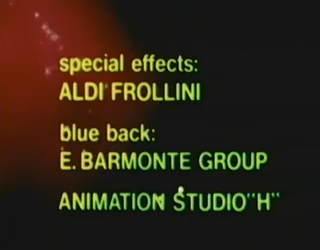 special effects:
ALDI FROLLINI
blue back:
E. BARMONTE GROUP
ANIMATION STUDIO "H"